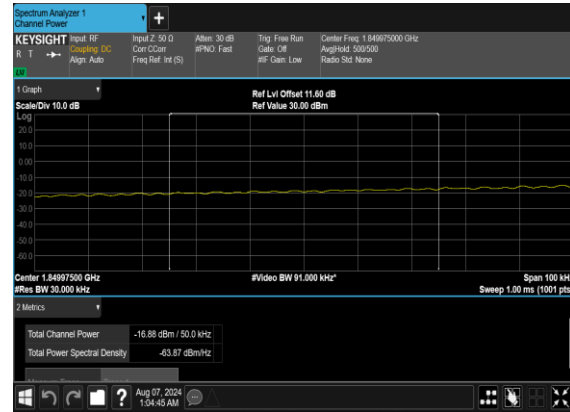 Spectrum Analyzer 1
Channel Power
+
KEYSIGHT Input: RF Input Z: 50 Ω Atten: 30 dB Trig: Free Run Center Freq: 1.849975000 GHz
R T Coupling: DC Corr CCorr #PNO: Fast Gate: Off Avg|Hold: 500/500
Align: Auto Freq Ref: Int (S) #IF Gain: Low Radio Std: None
1 Graph
Ref Lvl Offset 11.60 dB
Scale/Div 10.0 dB Ref Value 30.00 dBm
Log
20.0
10.0
0.00
-10.0
-20.0
-30.0
-40.0
-50.0
-60.0
Center 1.84997500 GHz #Video BW 91.000 kHz* Span 100 kH
#Res BW 30.000 kHz Sweep 1.00 ms (1001 pts
2 Metrics
Total Channel Power -16.88 dBm / 50.0 kHz
Total Power Spectral Density -63.87 dBm/Hz
? Aug 07, 2024
1:04:45 AM